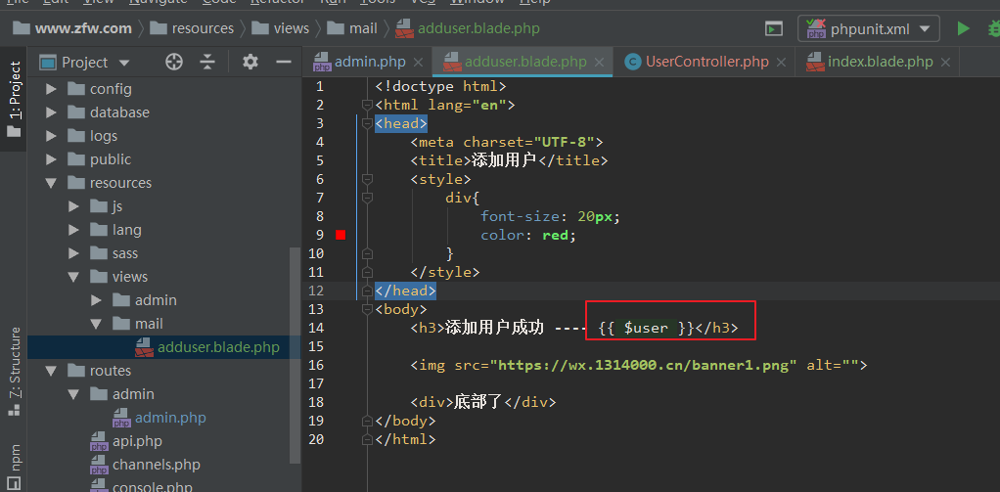 www.zfw.com resources views mail adduser.blade.php phpunit.xml
Project admin.php adduser.blade.php UserController.php index.blade.php
1: Project
Z: Structure
npm
config
database
logs
public
resources
js
lang
sass
views
admin
mail
adduser.blade.php
routes
admin
admin.php
api.php
channels.php
console.php
1 <!doctype html>
2 <html lang="en">
3 <head>
4 <meta charset="UTF-8">
5 <title>添加用户</title>
6 <style>
7 div{
8 font-size: 20px;
9 color: red;
10 }
11 </style>
12 </head>
13 <body>
14 <h3>添加用户成功 ---- {{ $user }}</h3>
15
16 <img src="https://wx.1314000.cn/banner1.png" alt="">
17
18 <div>底部了</div>
19 </body>
20 </html>